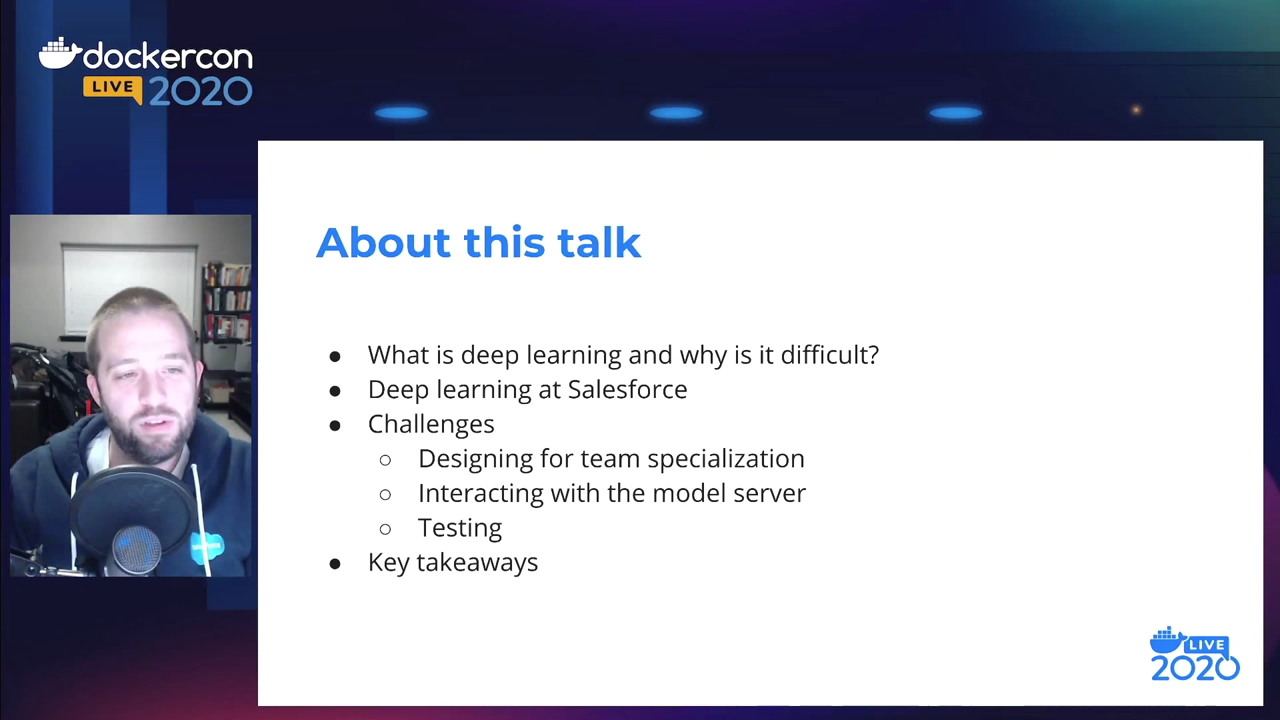 dockercon
LIVE 2020
About this talk
● What is deep learning and why is it difficult?
● Deep learning at Salesforce
● Challenges
○ Designing for team specialization
○ Interacting with the model server
○ Testing
● Key takeaways
LIVE
2020